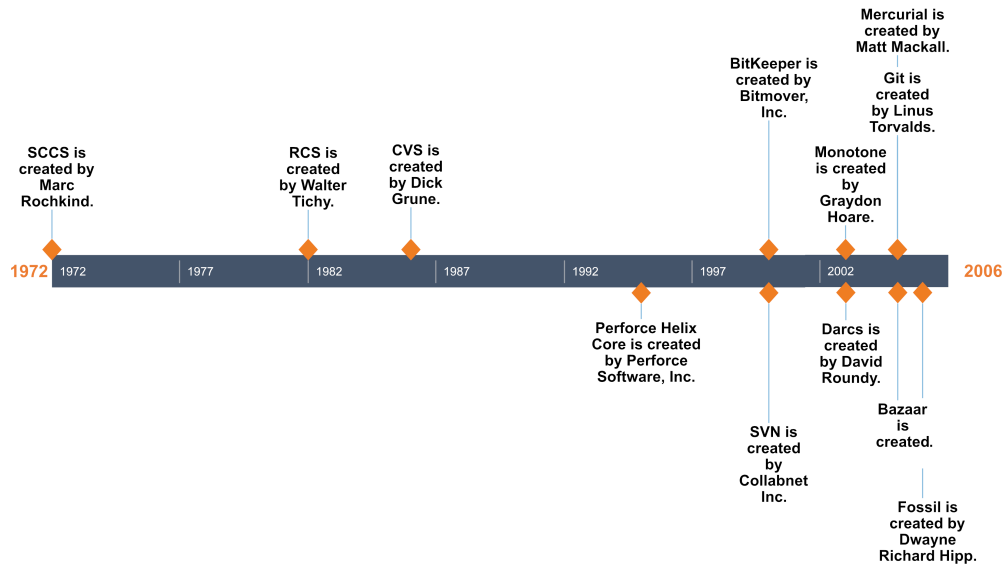 Mercurial is
created by
Matt Mackall.
BitKeeper is
created by
Bitmover,
Inc.
Git is
created
by Linus
Torvalds.
SCCS is
created by
Marc
Rochkind.
RCS is
created
by Walter
Tichy.
CVS is
created
by Dick
Grune.
Monotone
is created
by
Graydon
Hoare.
1972
1972
1977
1982
1987
1992
1997
2002
2006
Perforce Helix
Core is created
by Perforce
Software, Inc.
SVN is
created
by
Collabnet
Inc.
Darcs is
created
by David
Roundy.
Bazaar
is
created.
Fossil is
created by
Dwayne
Richard Hipp.